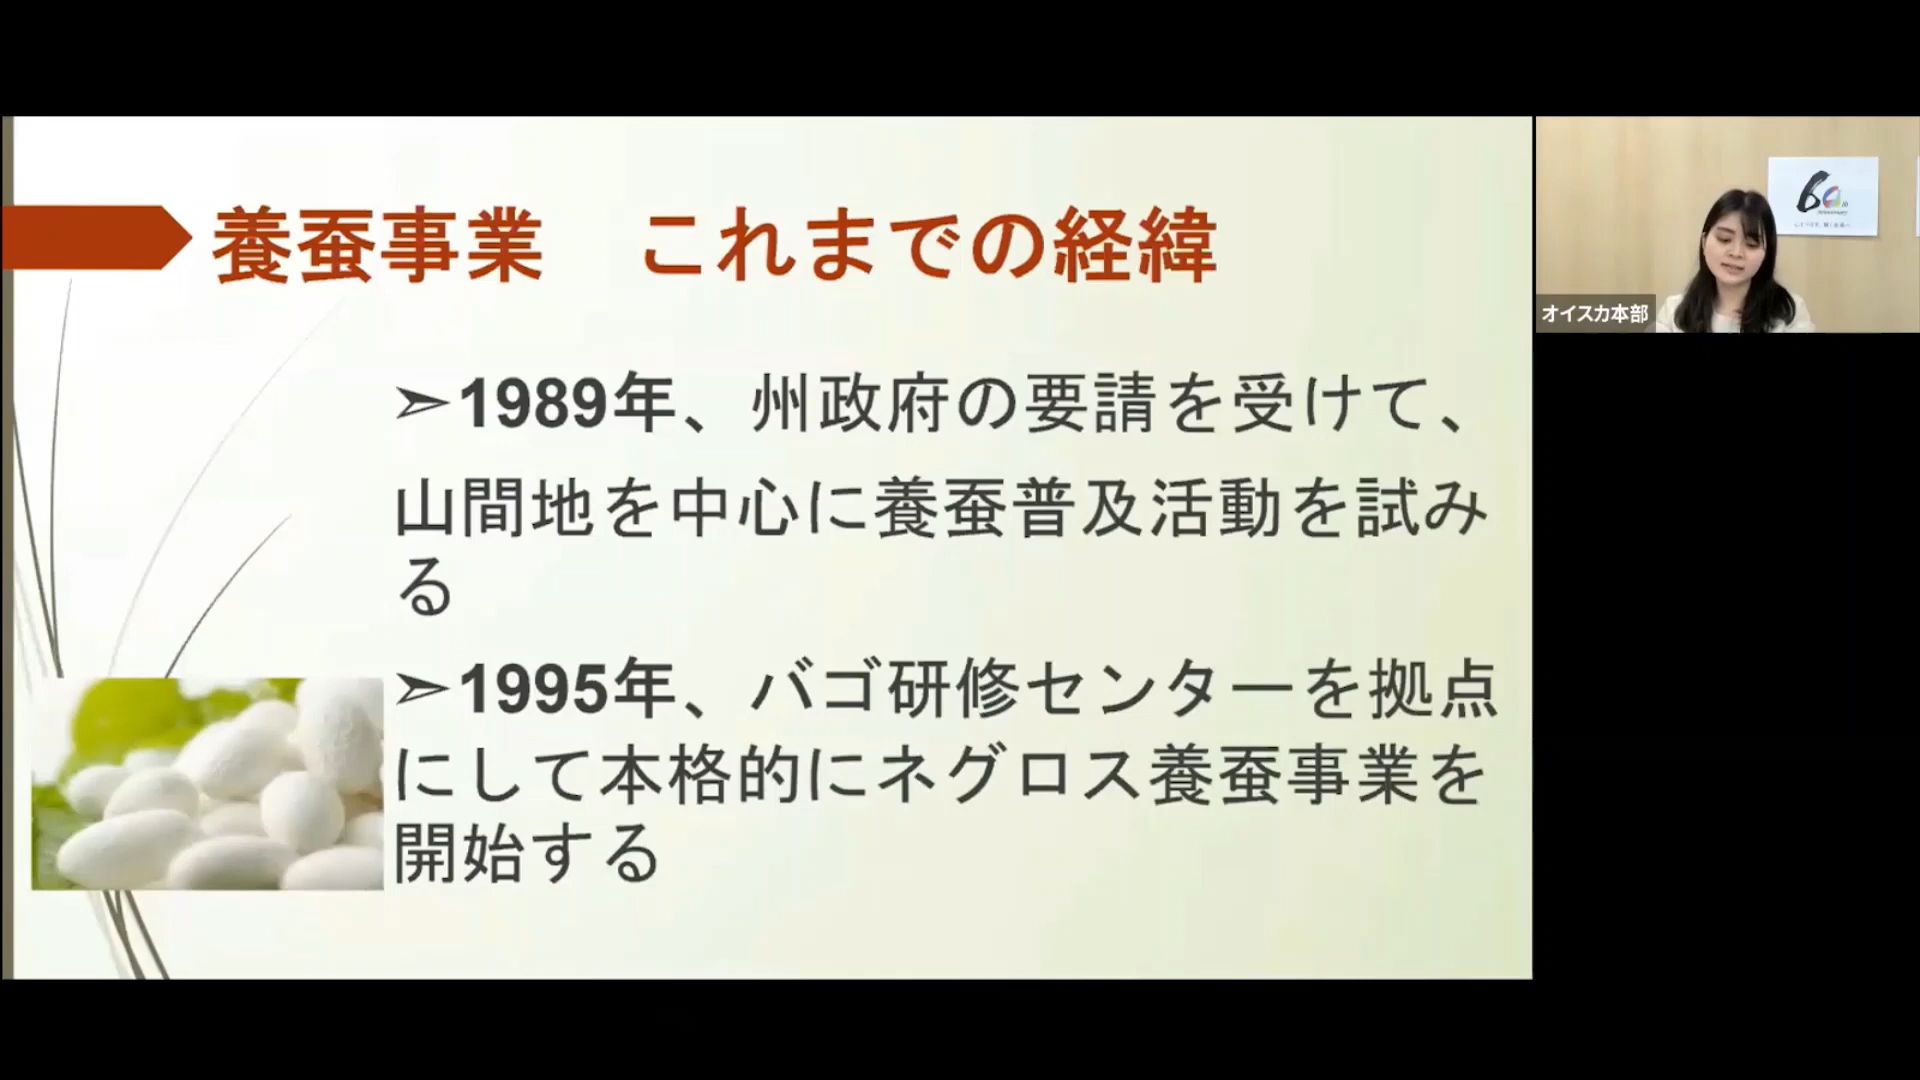 養蚕事業　これまでの経緯
➢1989年、州政府の要請を受けて、
山間地を中心に養蚕普及活動を試み
る
➢1995年、バゴ研修センターを拠点
にして本格的にネグロス養蚕事業を
開始する
60th
Anniversary
オイスカ本部